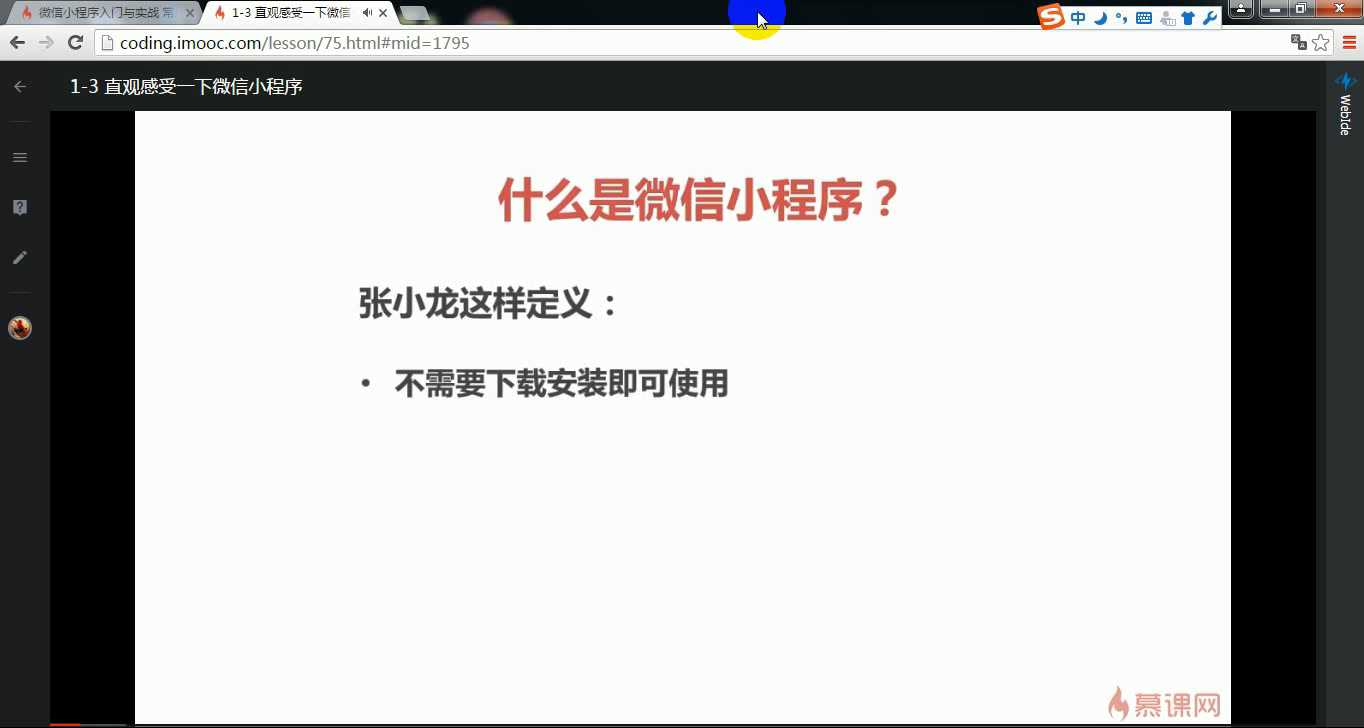 微信小程序入门与实战 常
1-3 直观感受一下微信
中
coding.imooc.com/lesson/75.html#mid=1795
1-3 直观感受一下微信小程序
WebIde
什么是微信小程序？
张小龙这样定义：
• 不需要下载安装即可使用
慕课网